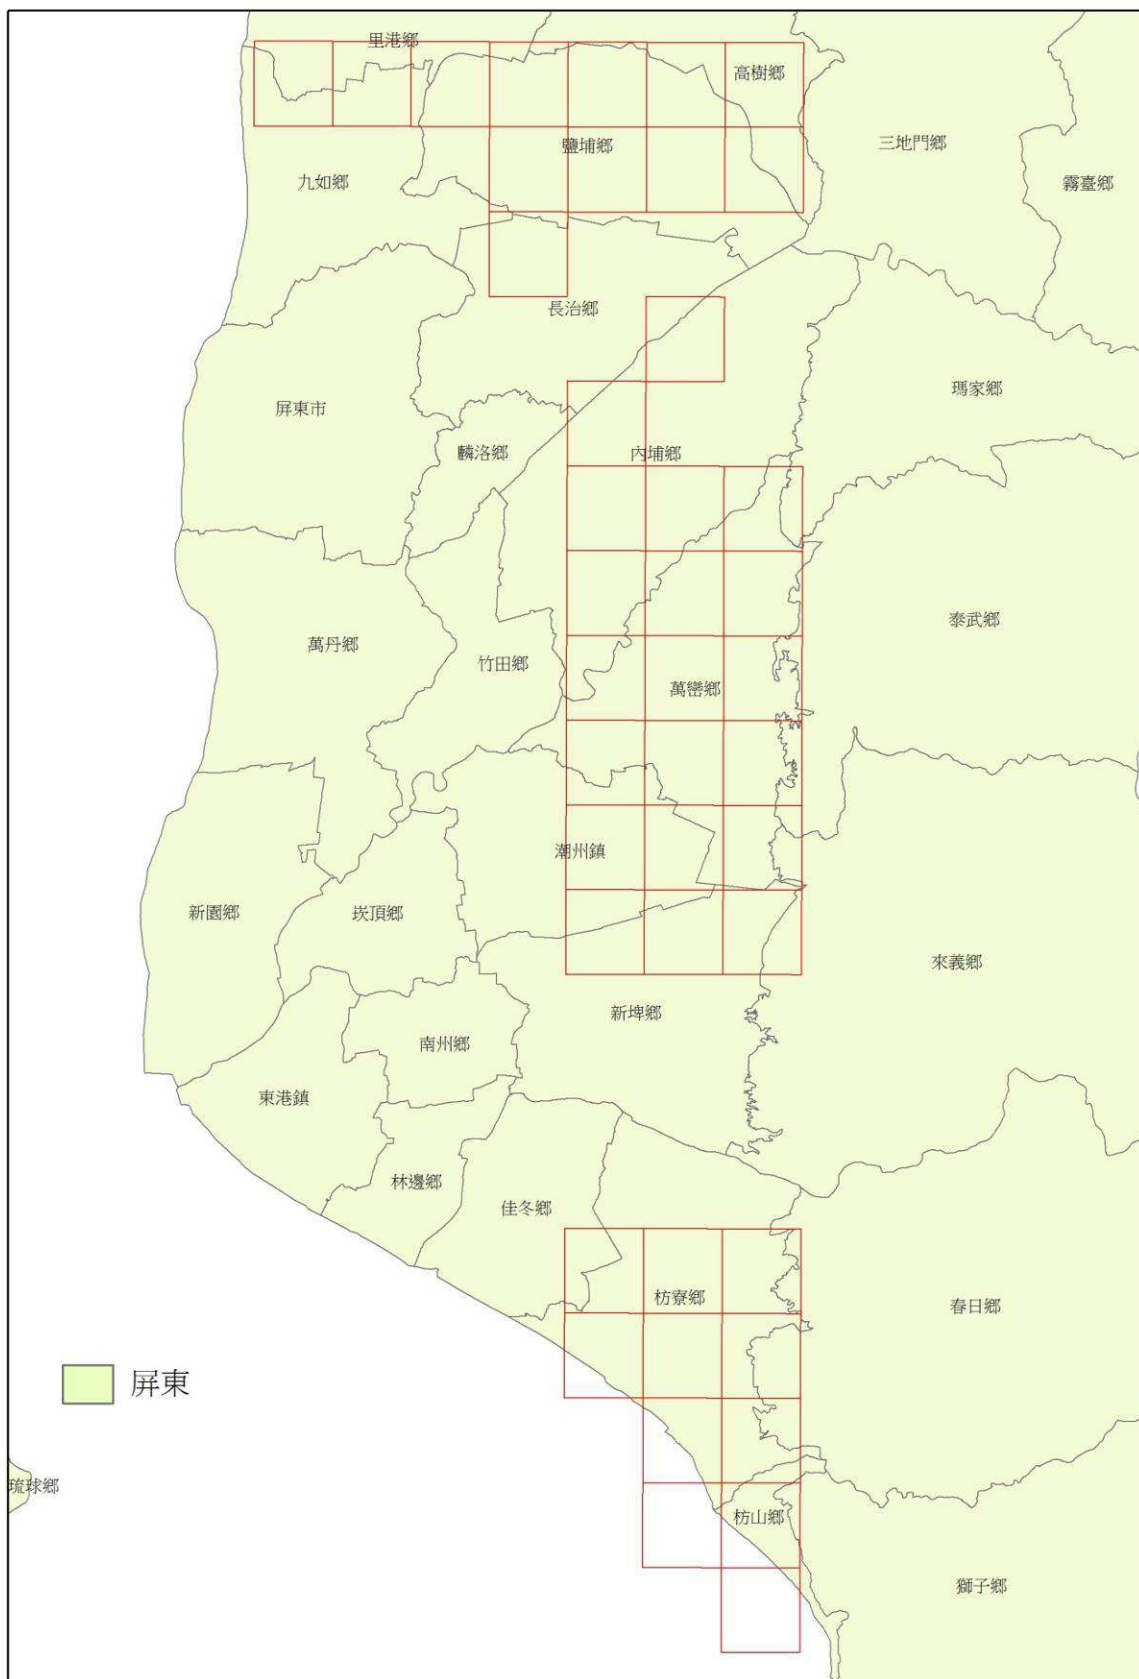 里港鄉
高樹鄉
鹽埔鄉
三地門鄉
九如鄉
霧臺鄉
長治鄉
瑪家鄉
屏東市
麟洛鄉
內埔鄉
泰武鄉
萬丹鄉
竹田鄉
萬巒鄉
潮州鎮
新園鄉
崁頂鄉
來義鄉
新埤鄉
南州鄉
東港鎮
林邊鄉
佳冬鄉
枋寮鄉
春日鄉
屏東
琉球鄉
枋山鄉
獅子鄉